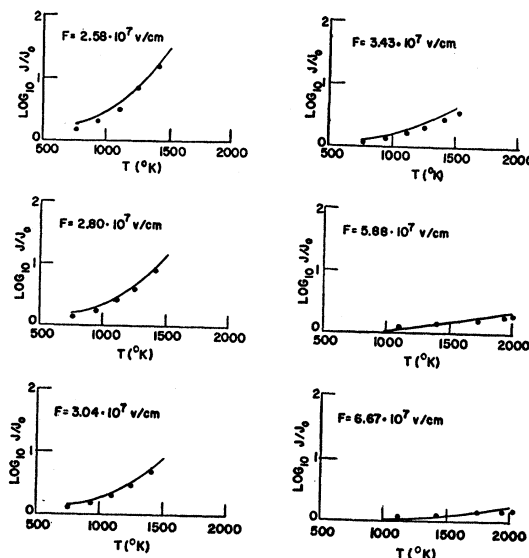 F = 2.58·10⁷ v/cm
LOG₁₀ J/J₀
2
1
0
500 1000 1500 2000
T (°K)
F = 3.43·10⁷ v/cm
LOG₁₀ J/J₀
2
1
0
500 1000 1500 2000
T (°K)
F = 2.80·10⁷ v/cm
LOG₁₀ J/J₀
2
1
0
500 1000 1500 2000
T (°K)
F = 5.88·10⁷ v/cm
LOG₁₀ J/J₀
2
1
0
500 1000 1500 2000
T (°K)
F = 3.04·10⁷ v/cm
LOG₁₀ J/J₀
2
1
0
500 1000 1500 2000
T (°K)
F = 6.67·10⁷ v/cm
LOG₁₀ J/J₀
2
1
0
500 1000 1500 2000
T (°K)